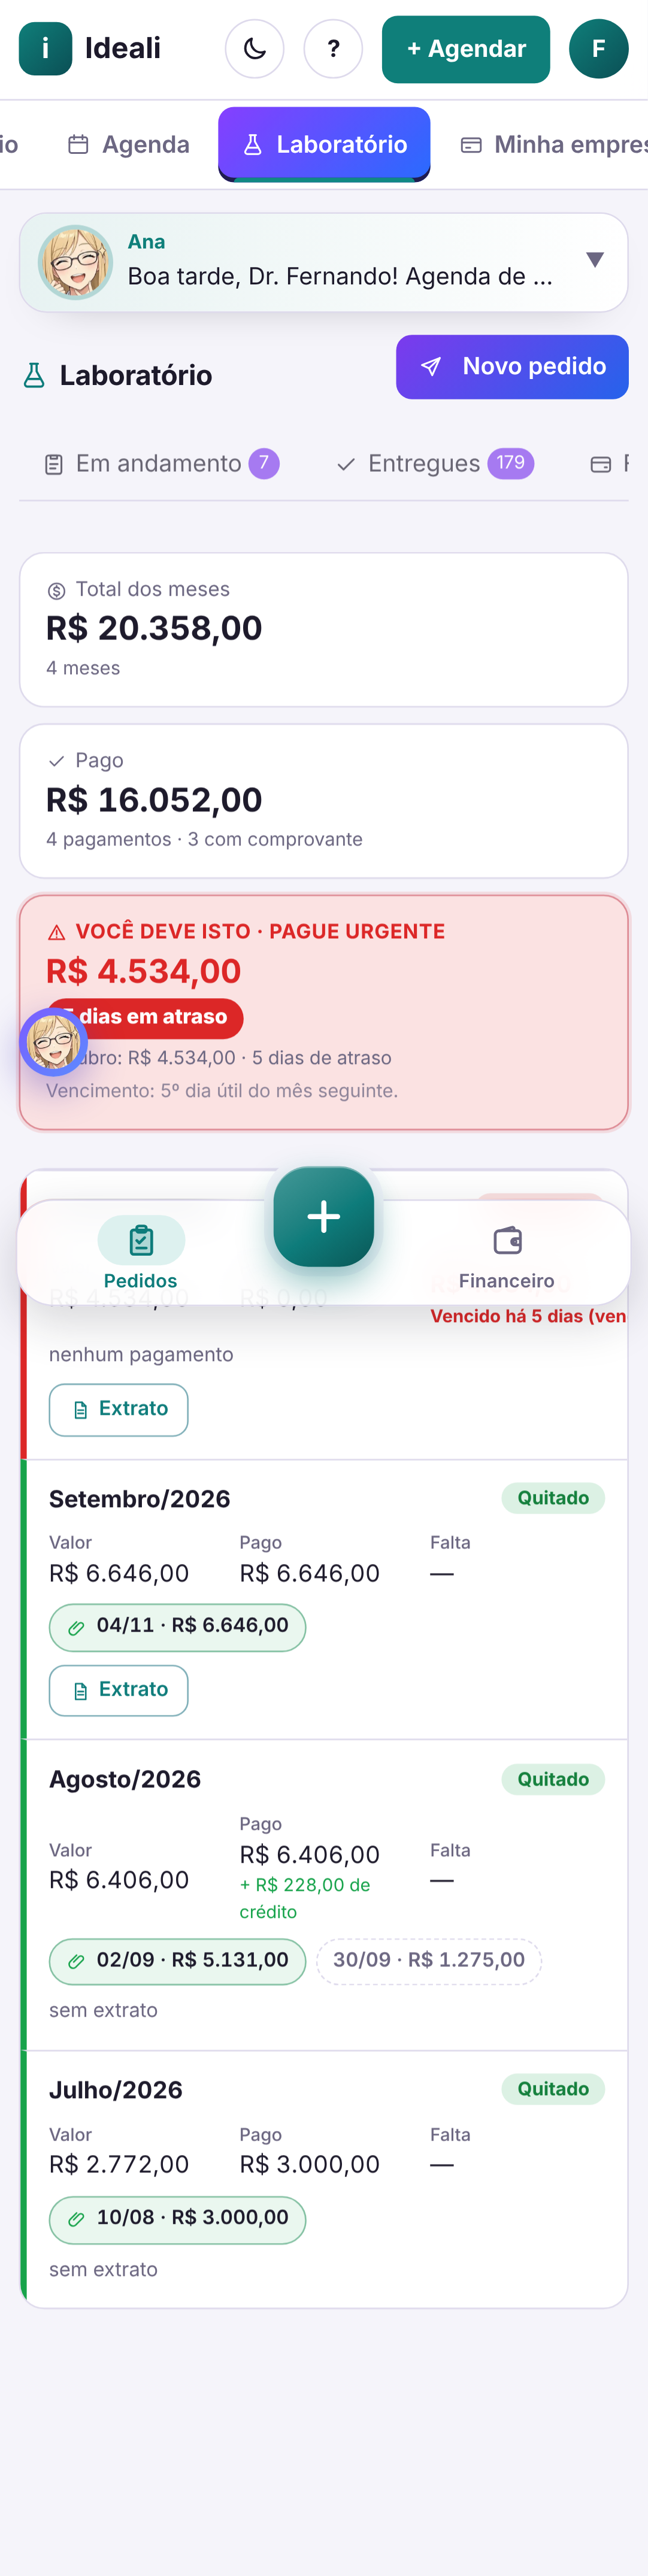 i Ideali ? + Agendar F
io Agenda Laboratório Minha empres
Ana
Boa tarde, Dr. Fernando! Agenda de ...
Laboratório Novo pedido
Em andamento 7 Entregues 179 F
Total dos meses
R$ 20.358,00
4 meses
Pago
R$ 16.052,00
4 pagamentos · 3 com comprovante
VOCÊ DEVE ISTO · PAGUE URGENTE
R$ 4.534,00
dias em atraso
ubro: R$ 4.534,00 · 5 dias de atraso
Vencimento: 5º dia útil do mês seguinte.
Pedidos Financeiro
R$ 4.534,00 R$ 0,00
Vencido há 5 dias (ven
nenhum pagamento
Extrato
Setembro/2026 Quitado
Valor Pago Falta
R$ 6.646,00 R$ 6.646,00 —
04/11 · R$ 6.646,00
Extrato
Agosto/2026 Quitado
Valor Pago Falta
R$ 6.406,00 R$ 6.406,00 —
+ R$ 228,00 de
crédito
02/09 · R$ 5.131,00 30/09 · R$ 1.275,00
sem extrato
Julho/2026 Quitado
Valor Pago Falta
R$ 2.772,00 R$ 3.000,00 —
10/08 · R$ 3.000,00
sem extrato